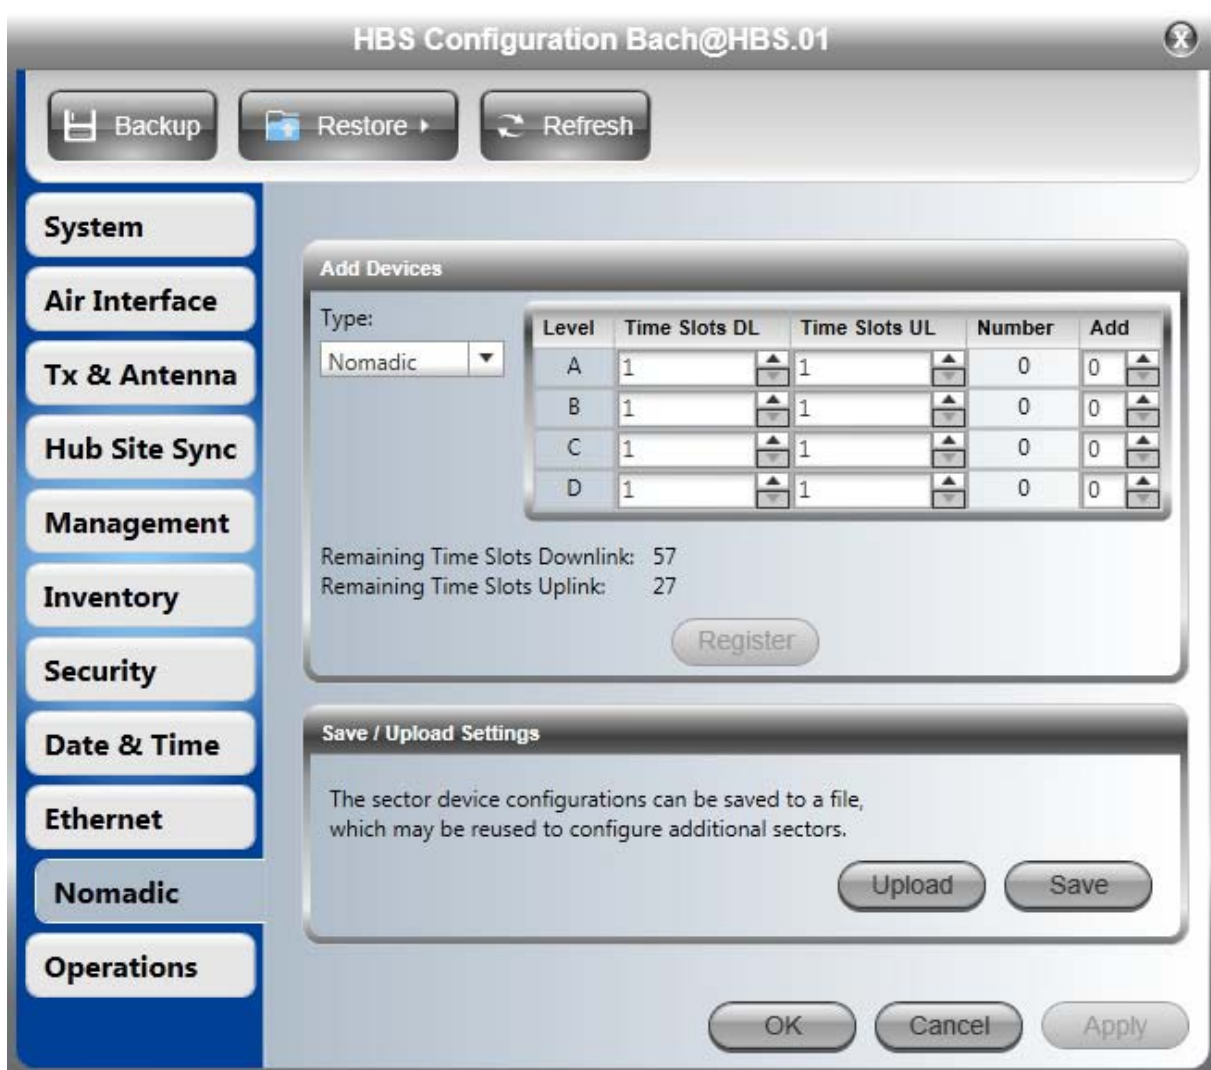 HBS Configuration Bach@HBS.01
Backup Restore Refresh
System
Air Interface
Tx & Antenna
Hub Site Sync
Management
Inventory
Security
Date & Time
Ethernet
Nomadic
Operations
Add Devices
Type:
Nomadic
Level Time Slots DL Time Slots UL Number Add
A 1 1 0 0
B 1 1 0 0
C 1 1 0 0
D 1 1 0 0
Remaining Time Slots Downlink: 57
Remaining Time Slots Uplink: 27
Register
Save / Upload Settings
The sector device configurations can be saved to a file,
which may be reused to configure additional sectors.
Upload Save
OK Cancel Apply